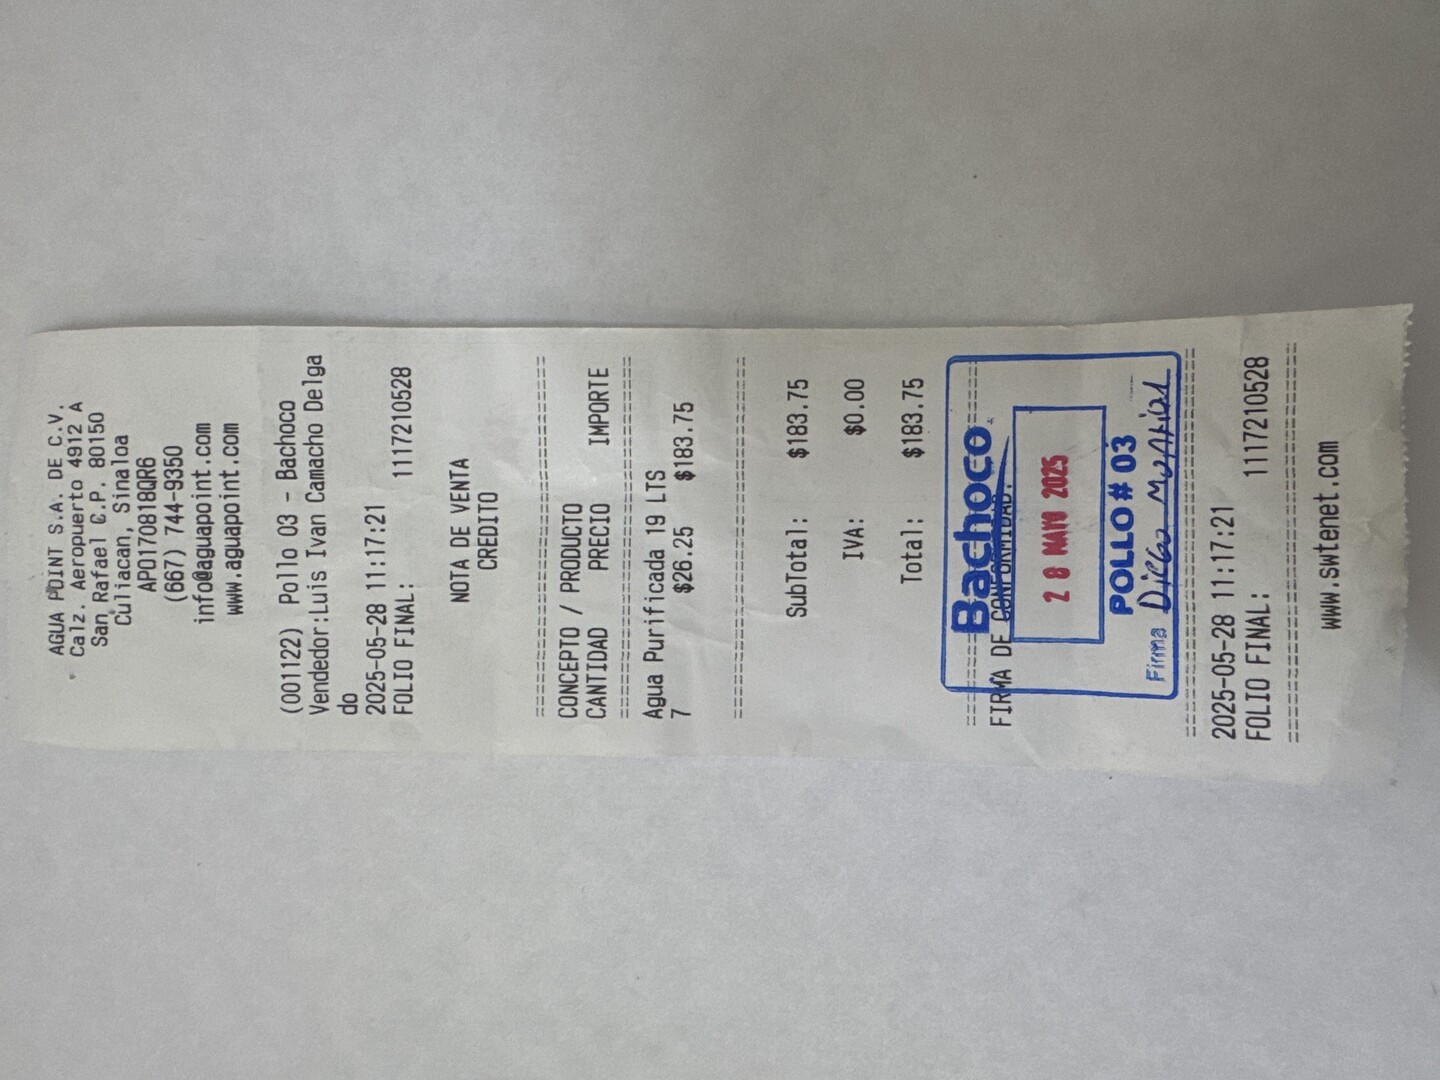 AGUA POINT S.A. DE C.V.
Calz. Aeropuerto 4912 A
San Rafael C.P. 80150
Culiacan, Sinaloa
APO170818QR6
(667) 744-9350
info@aguapoint.com
www.aguapoint.com
(001122) Pollo 03 - Bachoco
Vendedor:Luis Ivan Camacho Delga
do
2025-05-28 11:17:21
FOLIO FINAL: 1117210528
NOTA DE VENTA
CREDITO
================================
CONCEPTO / PRODUCTO
CANTIDAD PRECIO IMPORTE
================================
Agua Purificada 19 LTS
7 $26.25 $183.75
================================
SubTotal: $183.75
IVA: $0.00
Total: $183.75
================================
Bachoco
FIRMA DE CONFORMIDAD.
28 MAYO 2025
POLLO # 03
Firma Diego
================================
2025-05-28 11:17:21
FOLIO FINAL: 1117210528
================================
www.swtenet.com